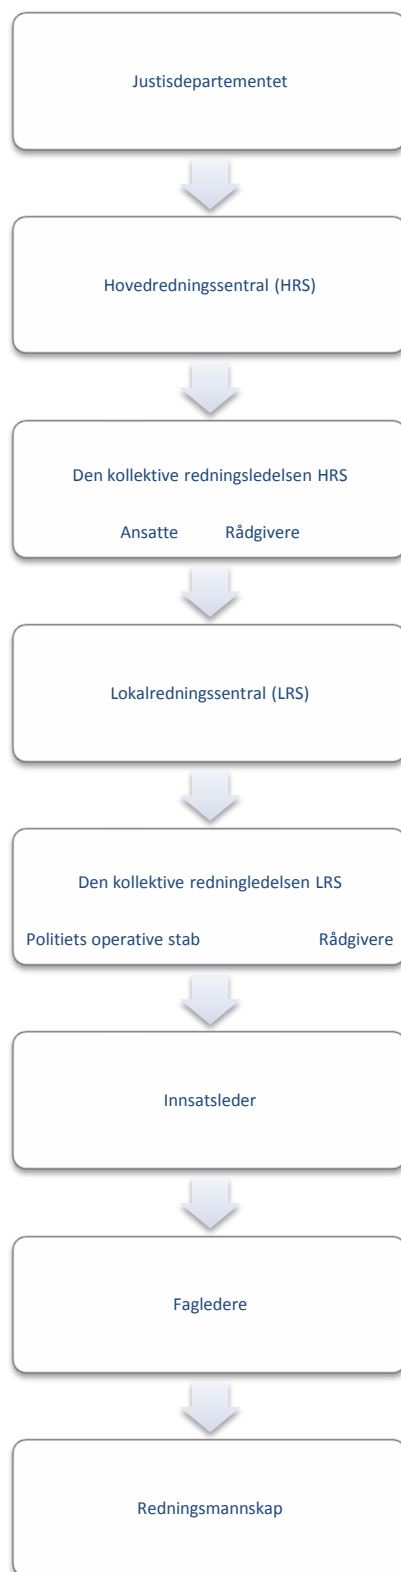 Justisdepartementet
Hovedredningssentral (HRS)
Den kollektive redningsledelsen HRS
Ansatte Rådgivere
Lokalredningssentral (LRS)
Den kollektive redningledelsen LRS
Politiets operative stab Rådgivere
Innsatsleder
Fagledere
Redningsmannskap